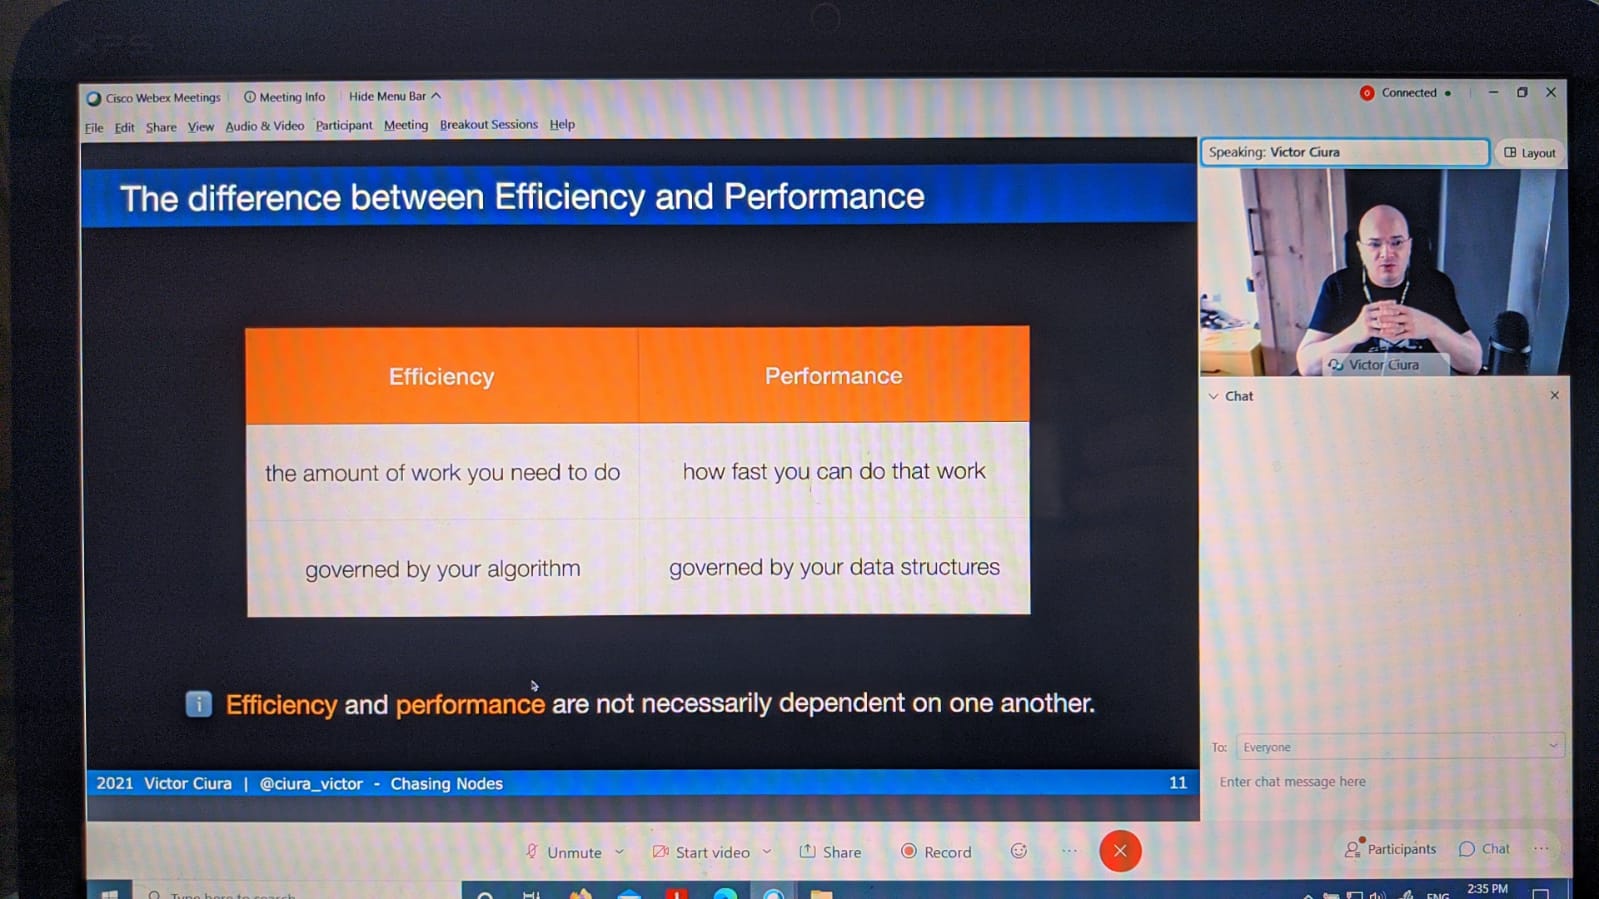 XPS
Cisco Webex Meetings
Meeting Info
Hide Menu Bar
Connected
File Edit Share View Audio & Video Participant Meeting Breakout Sessions Help
Speaking: Victor Ciura
Layout
The difference between Efficiency and Performance
Efficiency Performance
the amount of work you need to do how fast you can do that work
governed by your algorithm governed by your data structures
i Efficiency and performance are not necessarily dependent on one another.
2021 Victor Ciura | @ciura_victor - Chasing Nodes 11
Victor Ciura
Chat
To: Everyone
Enter chat message here
Unmute Start video Share Record
Participants Chat
Type here to search
ENG
2:35 PM